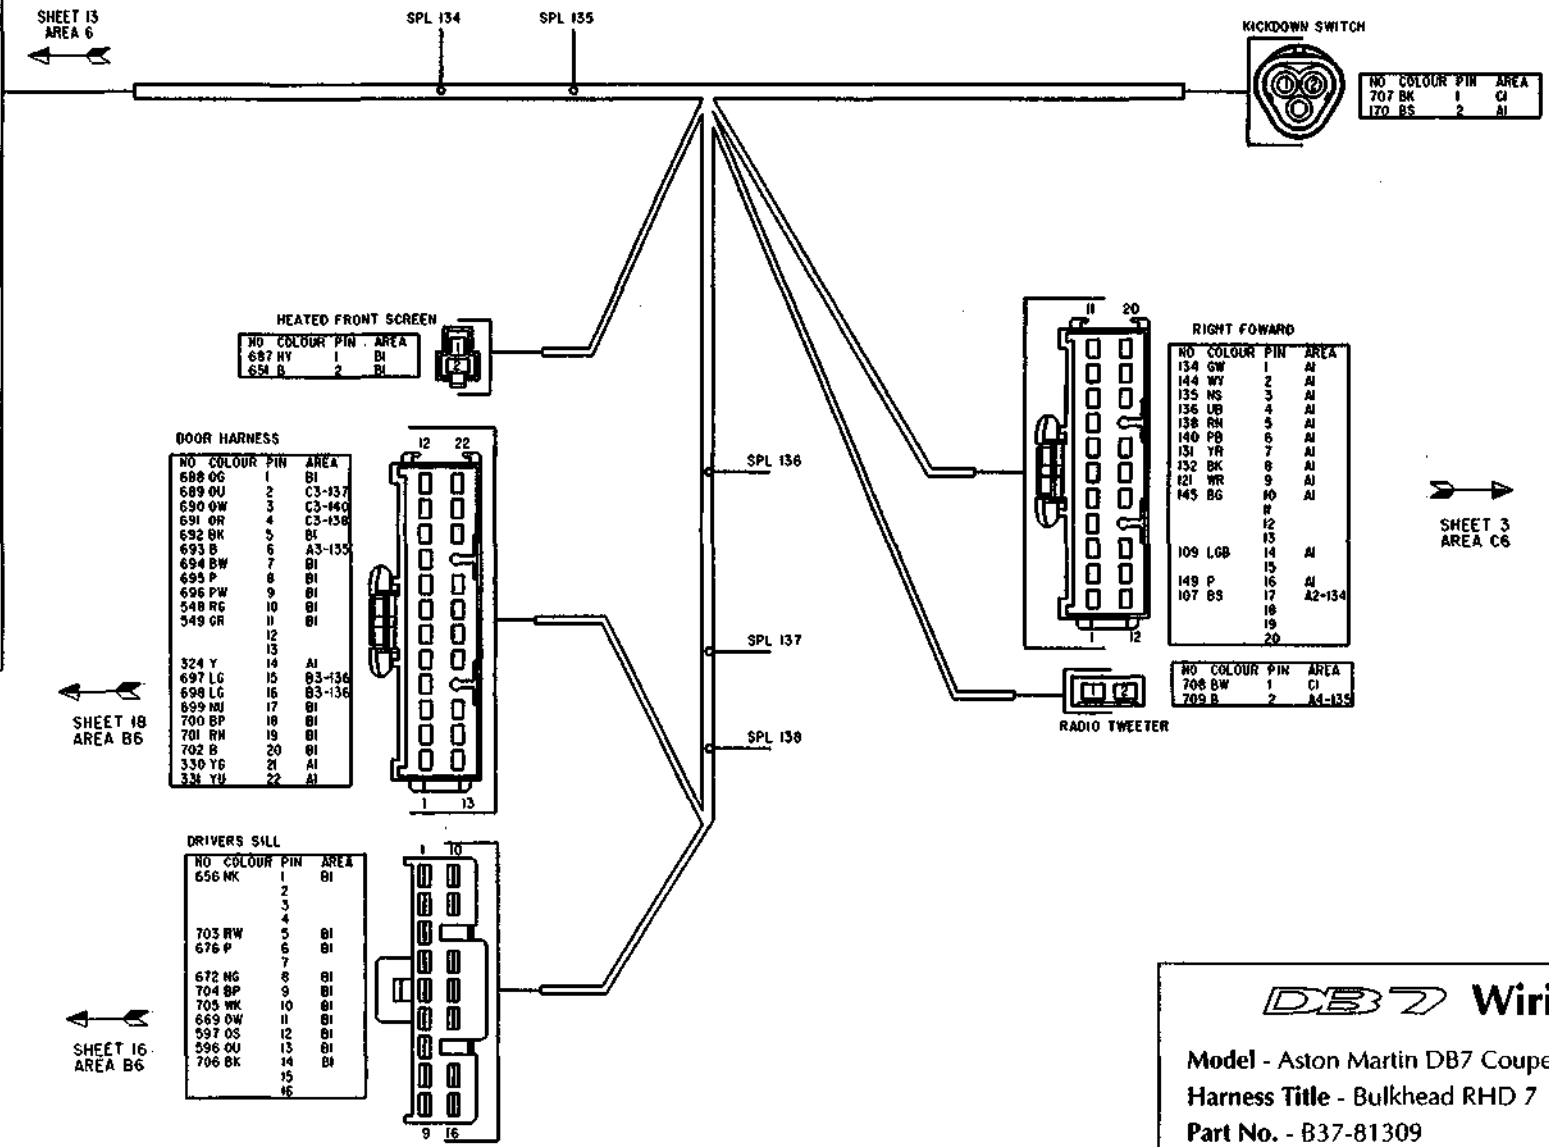 SHEET 13
AREA 6
SPL 134
SPL 135
KICKDOWN SWITCH
NO COLOUR PIN AREA
707 BK 1 C1
170 BS 2 A1
HEATED FRONT SCREEN
NO COLOUR PIN AREA
687 NY 1 B1
651 B 2 B1
1
2
DOOR HARNESS
NO COLOUR PIN AREA
688 OG 1 B1
689 OU 2 C3-137
690 OW 3 C3-140
691 OR 4 C3-138
692 BK 5 B1
693 B 6 A3-135
694 BW 7 B1
695 P 8 B1
696 PW 9 B1
548 RG 10 B1
549 GR 11 B1
12
13
324 Y 14 A1
697 LG 15 B3-136
698 LG 16 B3-136
699 NU 17 B1
700 BP 18 B1
701 RN 19 B1
702 B 20 B1
330 YG 21 A1
331 YU 22 A1
12 22
1 13
SHEET 18
AREA B6
SPL 136
SPL 137
SPL 138
RIGHT FOWARD
NO COLOUR PIN AREA
134 GW 1 A1
144 WY 2 A1
135 NS 3 A1
136 UB 4 A1
138 RN 5 A1
140 PB 6 A1
131 YR 7 A1
132 BK 8 A1
121 WR 9 A1
145 BG 10 A1
11
12
13
109 LGB 14 A1
15
149 P 16 A1
107 BS 17 A2-134
18
19
20
11 20
1 12
SHEET 3
AREA C6
NO COLOUR PIN AREA
708 BW 1 C1
709 B 2 A4-135
1 2
RADIO TWEETER
DRIVERS SILL
NO COLOUR PIN AREA
656 NK 1 B1
2
3
4
703 RW 5 B1
676 P 6 B1
7
672 NG 8 B1
704 BP 9 B1
705 WK 10 B1
669 OW 11 B1
597 OS 12 B1
596 OU 13 B1
706 BK 14 B1
15
16
1 10
9 16
SHEET 16
AREA B6
DB7 Wiri
Model - Aston Martin DB7 Coupe
Harness Title - Bulkhead RHD 7
Part No. - B37-81309